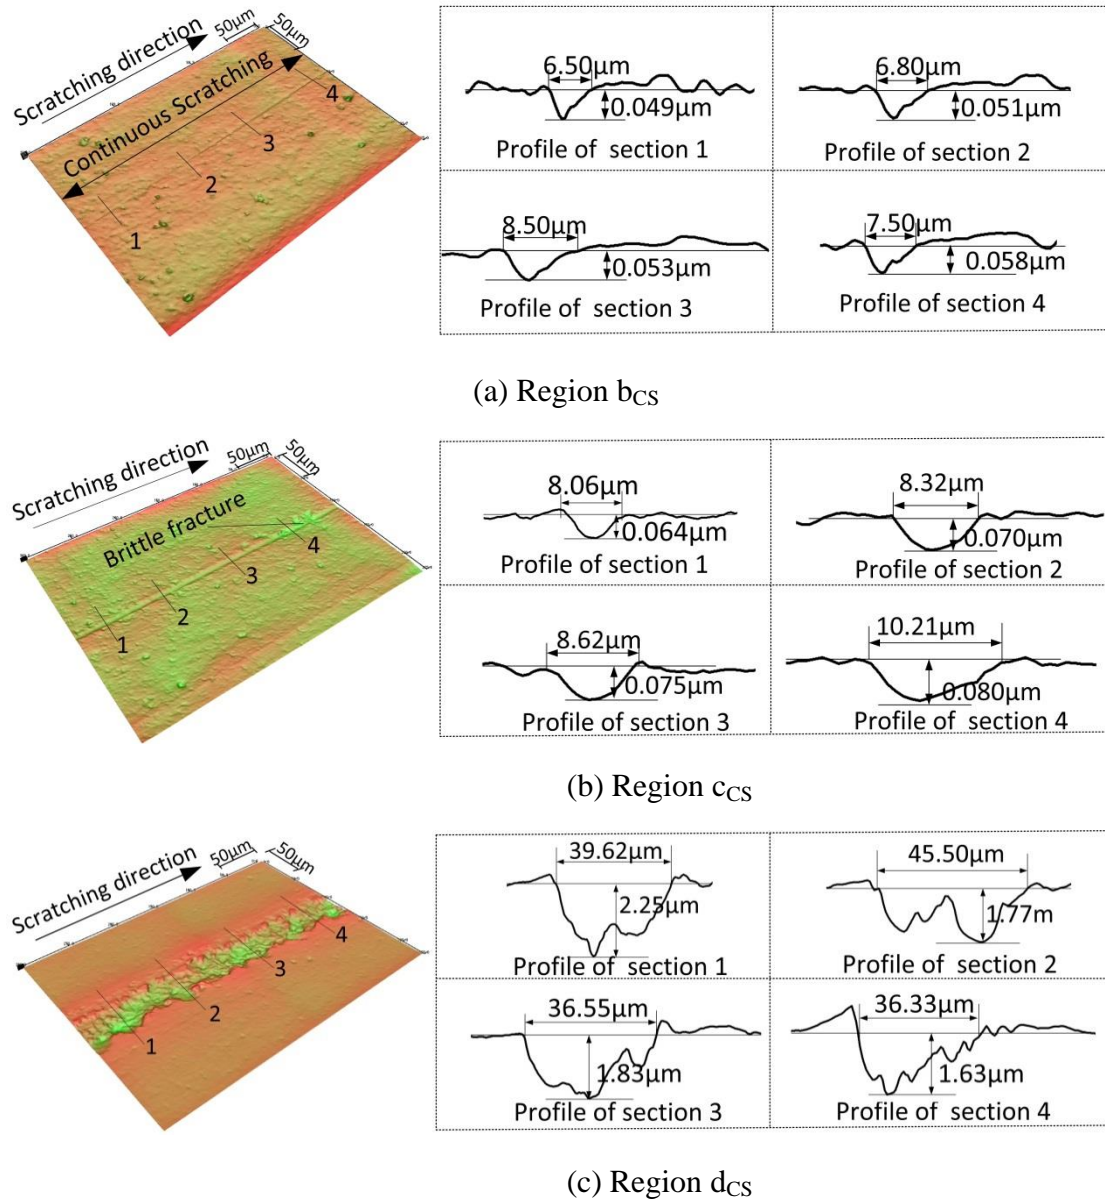 Scratching direction
50μm
50μm
Continuous Scratching
1
2
3
4
6.50μm
0.049μm
Profile of section 1
6.80μm
0.051μm
Profile of section 2
8.50μm
0.053μm
Profile of section 3
7.50μm
0.058μm
Profile of section 4
(a) Region bCS
Scratching direction
50μm
50μm
Brittle fracture
1
2
3
4
8.06μm
0.064μm
Profile of section 1
8.32μm
0.070μm
Profile of section 2
8.62μm
0.075μm
Profile of section 3
10.21μm
0.080μm
Profile of section 4
(b) Region cCS
Scratching direction
50μm
50μm
1
2
3
4
39.62μm
2.25μm
Profile of section 1
45.50μm
1.77m
Profile of section 2
36.55μm
1.83μm
Profile of section 3
36.33μm
1.63μm
Profile of section 4
(c) Region dCS